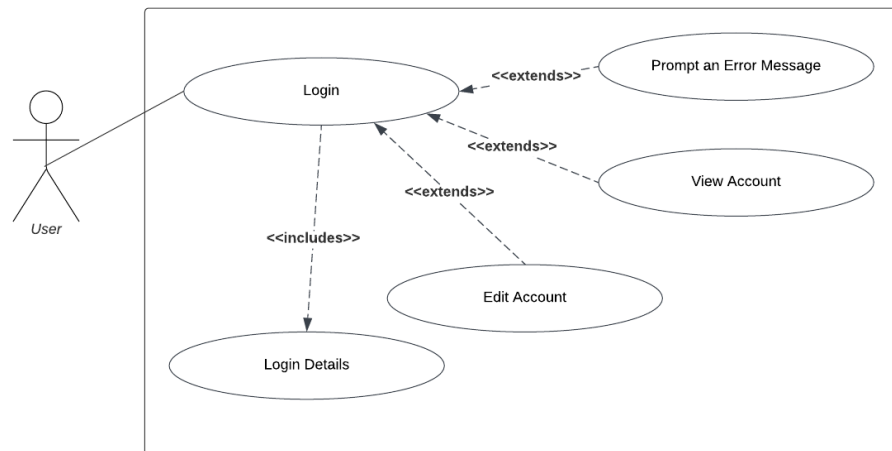 Prompt an Error Message
<<extends>>
Login
<<extends>>
View Account
<<extends>>
User
<<includes>>
Edit Account
Login Details